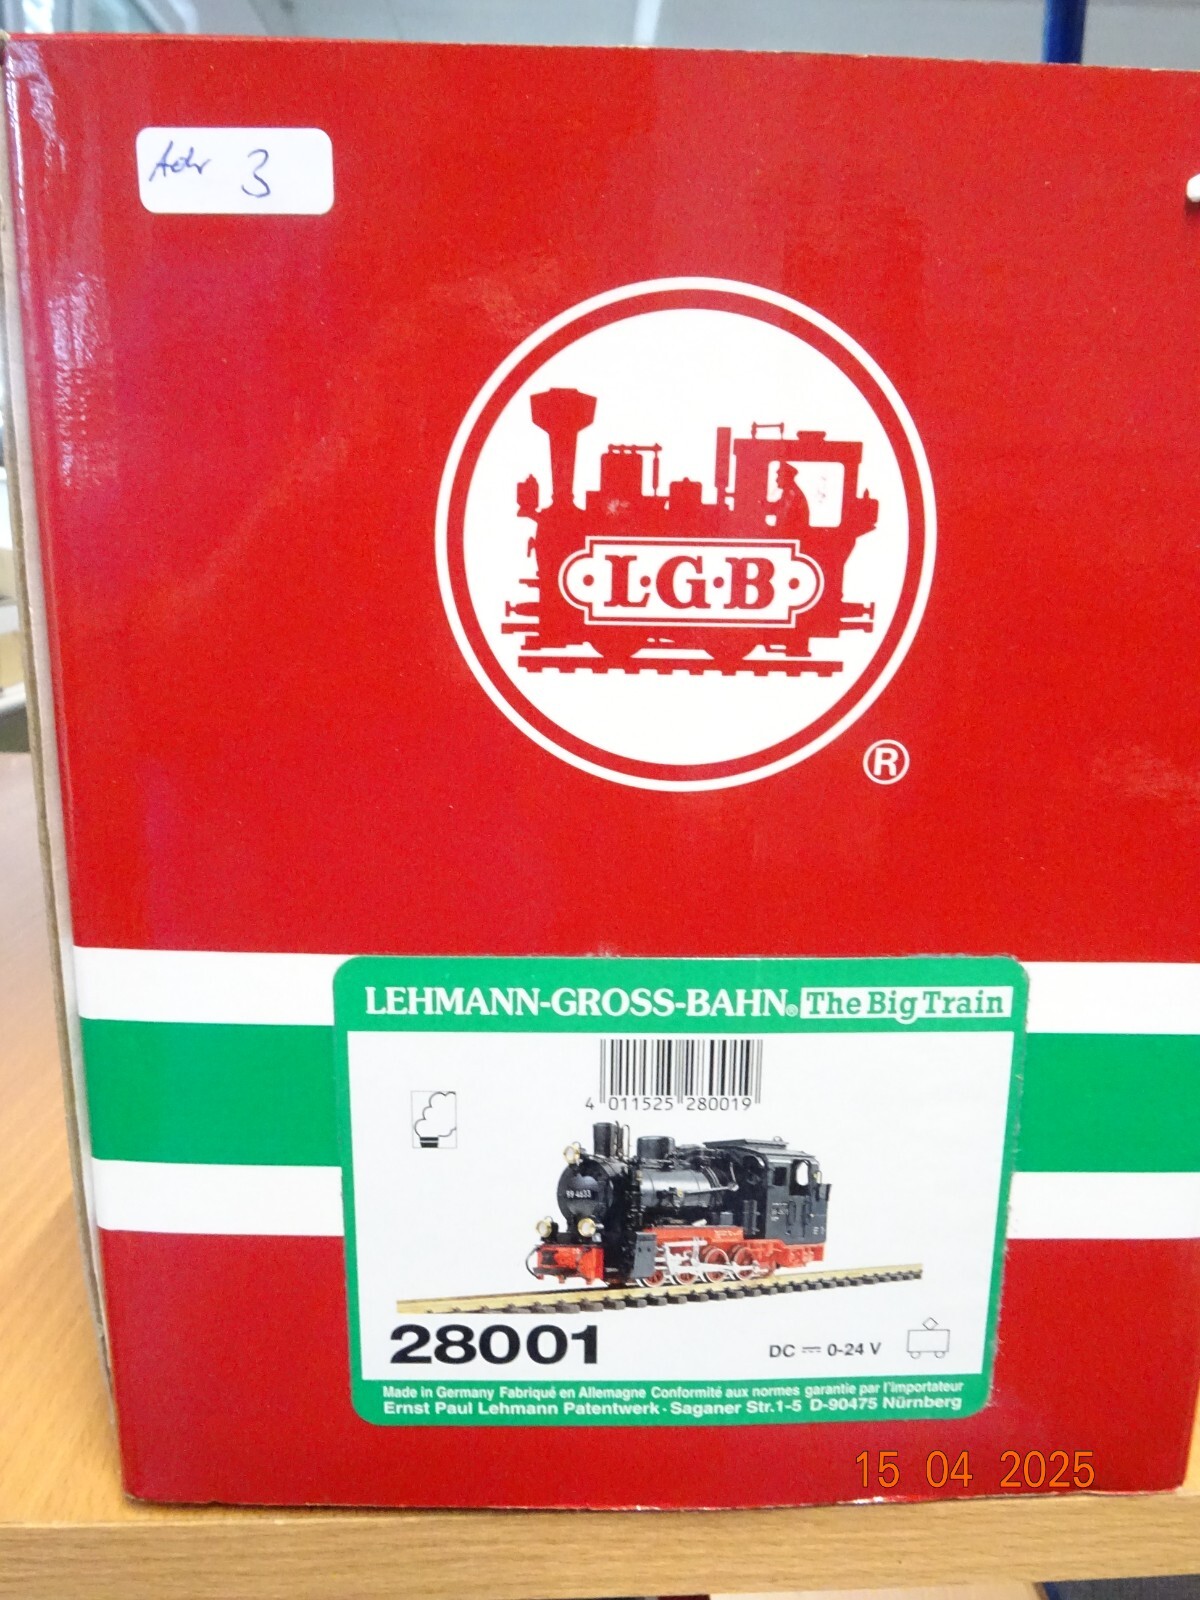 Adr 3
L·G·B
®
LEHMANN-GROSS-BAHN® The Big Train
4 011525 280019
99 4633
28001
DC 0-24 V
Made in Germany Fabriqué en Allemagne Conformité aux normes garantie par l'importateur
Ernst Paul Lehmann Patentwerk · Saganer Str.1-5 D-90475 Nürnberg
15 04 2025